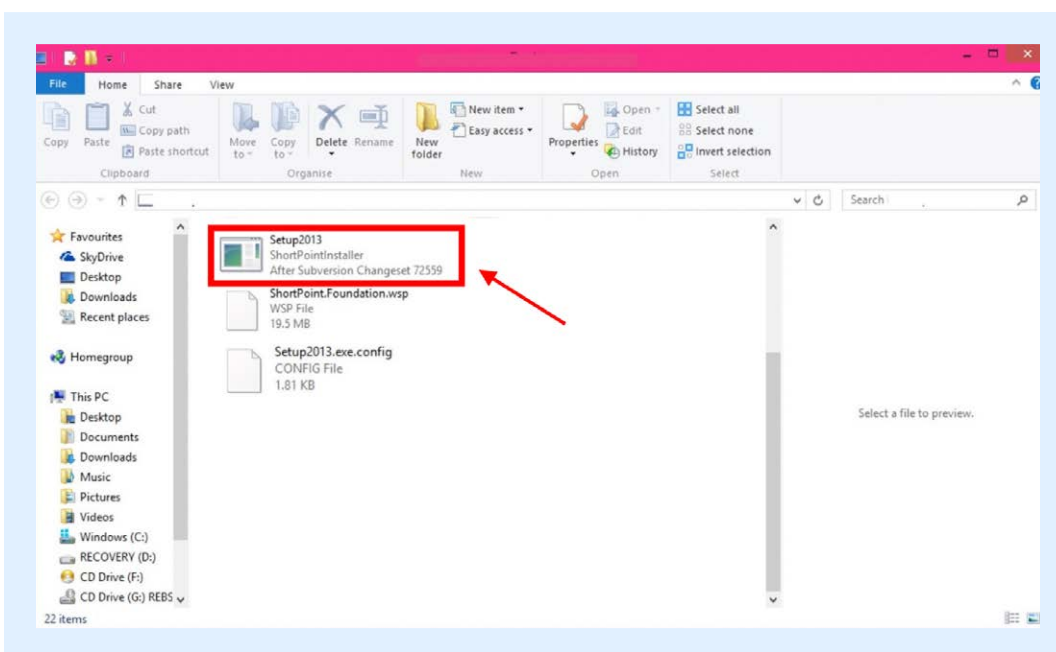 File Home Share View
Copy
Paste
Cut
Copy path
Paste shortcut
Clipboard
Move to
Copy to
Delete
Rename
Organise
New folder
New item
Easy access
New
Properties
Open
Edit
History
Open
Select all
Select none
Invert selection
Select
Search
Favourites
SkyDrive
Desktop
Downloads
Recent places
Homegroup
This PC
Desktop
Documents
Downloads
Music
Pictures
Videos
Windows (C:)
RECOVERY (D:)
CD Drive (F:)
CD Drive (G:) REBS
Setup2013
ShortPointInstaller
After Subversion Changeset 72559
ShortPoint.Foundation.wsp
WSP File
19.5 MB
Setup2013.exe.config
CONFIG File
1.81 KB
Select a file to preview.
22 items